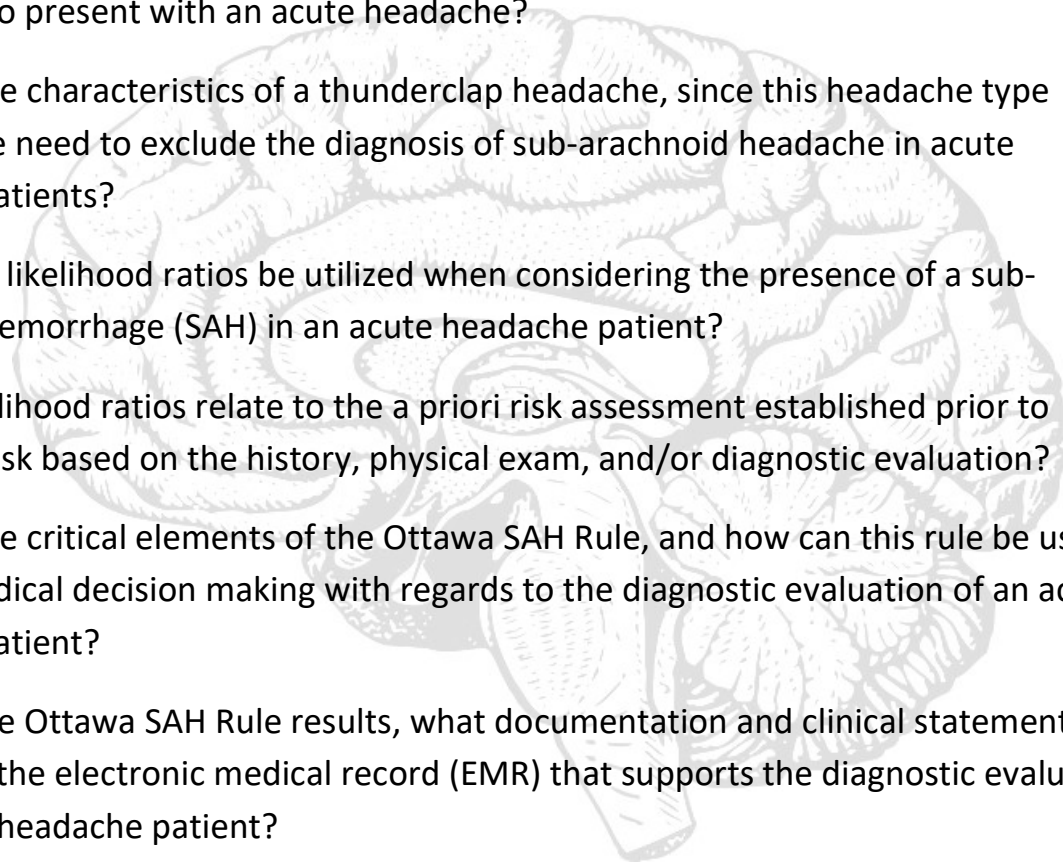 o present with an acute headache?
e characteristics of a thunderclap headache, since this headache type
e need to exclude the diagnosis of sub-arachnoid headache in acute
atients?
likelihood ratios be utilized when considering the presence of a sub-
emorrhage (SAH) in an acute headache patient?
lihood ratios relate to the a priori risk assessment established prior to
sk based on the history, physical exam, and/or diagnostic evaluation?
e critical elements of the Ottawa SAH Rule, and how can this rule be us
dical decision making with regards to the diagnostic evaluation of an ac
atient?
e Ottawa SAH Rule results, what documentation and clinical statement
the electronic medical record (EMR) that supports the diagnostic evalu
headache patient?